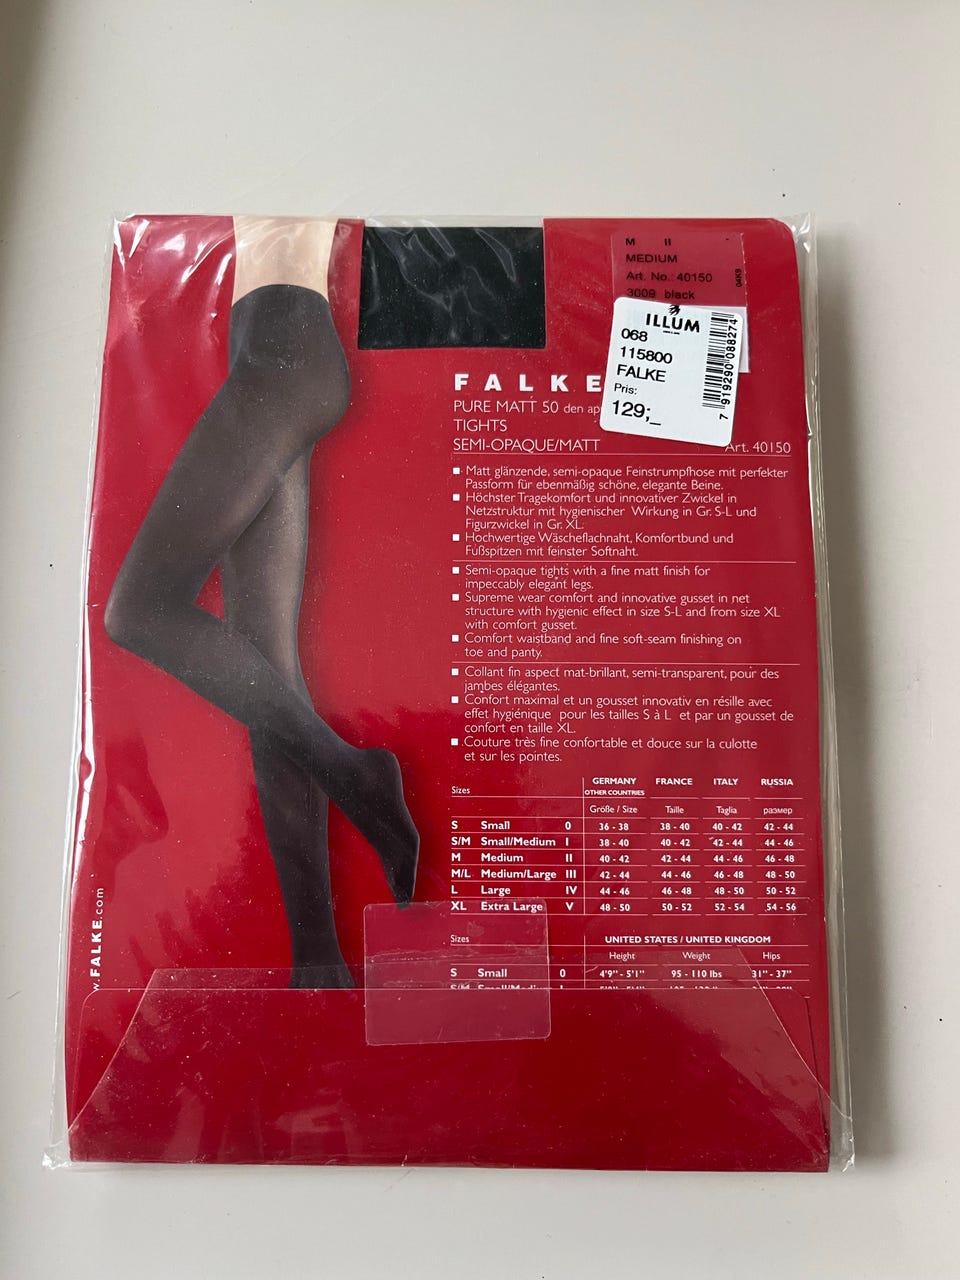 M II
MEDIUM
Art. No.: 40150
3009 black
04K9
ILLUM
068
115800
FALKE
Pris:
129;_
7 919290 088274
FALKE
PURE MATT 50 den
TIGHTS
SEMI-OPAQUE/MATT Art. 40150
Matt glänzende, semi-opaque Feinstrumpfhose mit perfekter
Passform für ebenmäßig schöne, elegante Beine.
Höchster Tragekomfort und innovativer Zwickel in
Netzstruktur mit hygienischer Wirkung in Gr. S-L und
Figurzwickel in Gr. XL.
Hochwertige Wäscheflachnaht, Komfortbund und
Fußspitzen mit feinster Softnaht.
Semi-opaque tights with a fine matt finish for
impeccably elegant legs.
Supreme wear comfort and innovative gusset in net
structure with hygienic effect in size S-L and from size XL
with comfort gusset.
Comfort waistband and fine soft-seam finishing on
toe and panty.
Collant fin aspect mat-brillant, semi-transparent, pour des
jambes élégantes.
Confort maximal et un gousset innovativ en résille avec
effet hygiénique pour les tailles S à L et par un gousset de
confort en taille XL.
Couture très fine confortable et douce sur la culotte
et sur les pointes.
GERMANY FRANCE ITALY RUSSIA
Sizes OTHER COUNTRIES
Größe / Size Taille Taglia размер
S Small 0 36 - 38 38 - 40 40 - 42 42 - 44
S/M Small/Medium I 38 - 40 40 - 42 42 - 44 44 - 46
M Medium II 40 - 42 42 - 44 44 - 46 46 - 48
M/L Medium/Large III 42 - 44 44 - 46 46 - 48 48 - 50
L Large IV 44 - 46 46 - 48 48 - 50 50 - 52
XL Extra Large V 48 - 50 50 - 52 52 - 54 54 - 56
Sizes UNITED STATES / UNITED KINGDOM
Height Weight Hips
S Small 0 4'9" - 5'1" 95 - 110 lbs 31" - 37"
w.FALKE.com